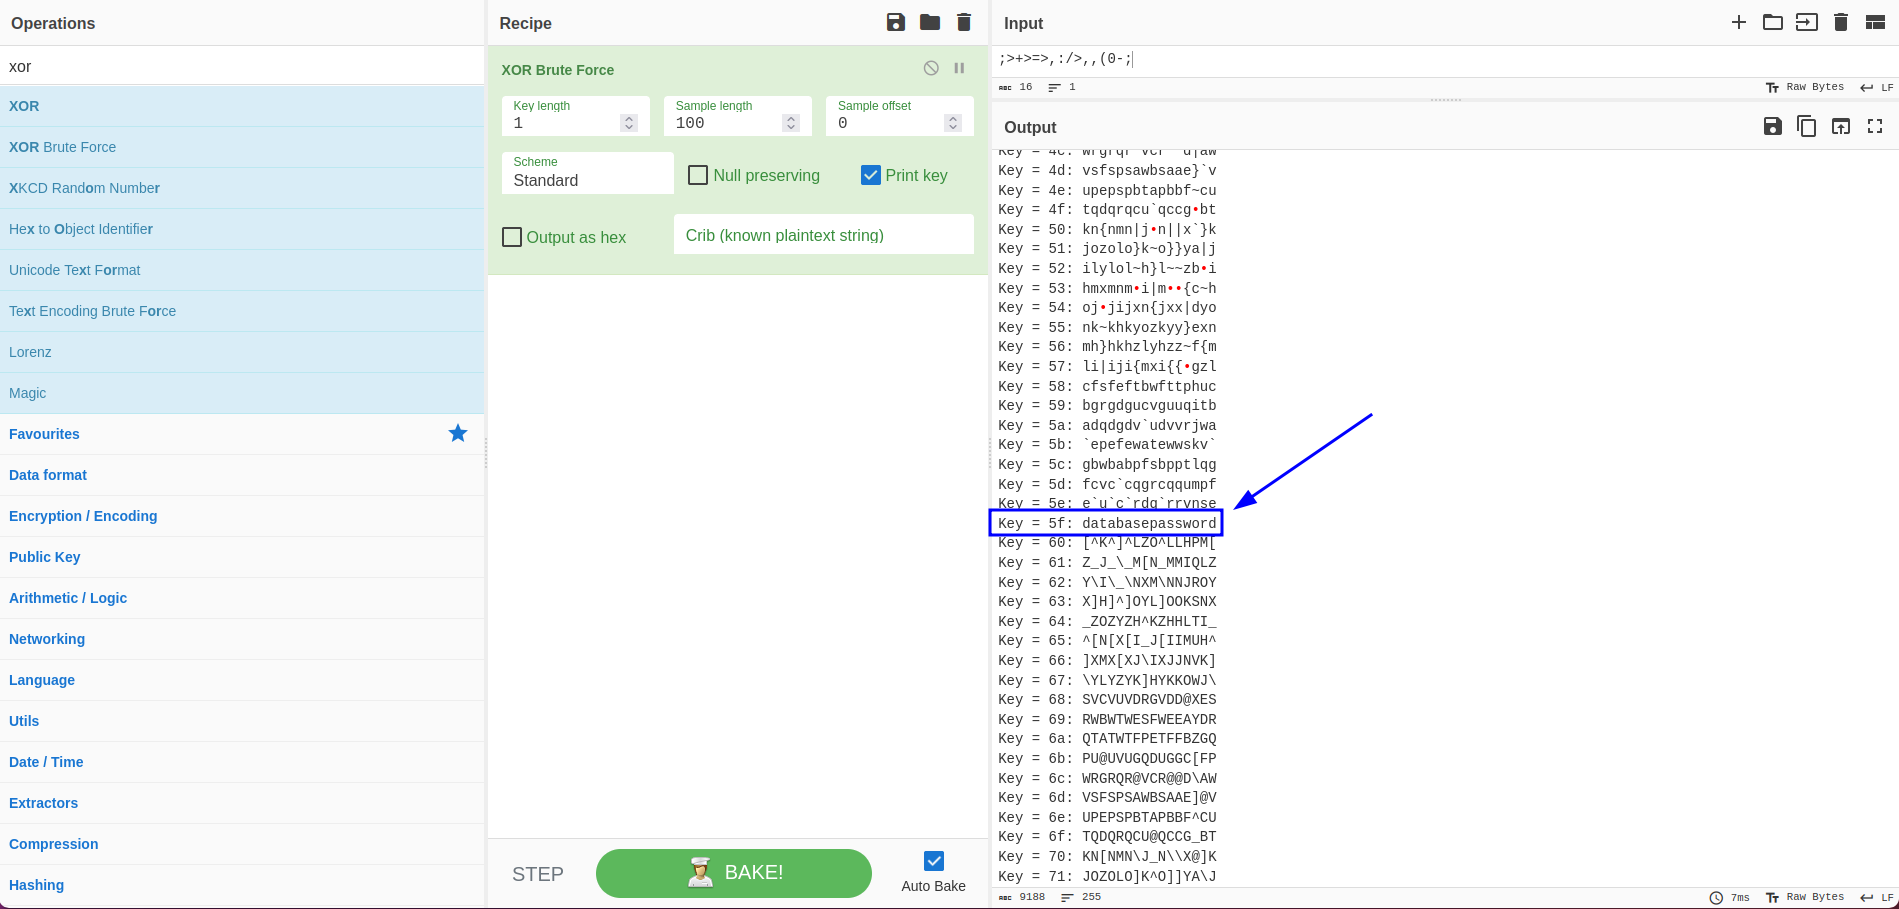 Operations
xor
XOR
XOR Brute Force
XKCD Random Number
Hex to Object Identifier
Unicode Text Format
Text Encoding Brute Force
Lorenz
Magic
Favourites
Data format
Encryption / Encoding
Public Key
Arithmetic / Logic
Networking
Language
Utils
Date / Time
Extractors
Compression
Hashing
Recipe
XOR Brute Force
Key length
1
Sample length
100
Sample offset
0
Scheme
Standard
Null preserving
Print key
Output as hex
Crib (known plaintext string)
STEP
BAKE!
Auto Bake
Input
;>+>=>,:/>,,(0-;
ABC 16
1
Raw Bytes
LF
Output
Key = 4c: wrgrqr`vcr``d|aw
Key = 4d: vsfspsawbsaae}`v
Key = 4e: upepspbtapbbf~cu
Key = 4f: tqdqrqcu`qccg•bt
Key = 50: kn{nmn|j•n||x`}k
Key = 51: jozolo}k~o}}ya|j
Key = 52: ilylol~h}l~~zb•i
Key = 53: hmxmnm•i|m••{c~h
Key = 54: oj•jijxn{jxx|dyo
Key = 55: nk~khkyozkyy}exn
Key = 56: mh}hkhzlyhzz~f{m
Key = 57: li|iji{mxi{{•gzl
Key = 58: cfsfeftbwfttphuc
Key = 59: bgrgdgucvguuqitb
Key = 5a: adqdgdv`udvvrjwa
Key = 5b: `epefewatewwskv`
Key = 5c: gbwbabpfsbpptlqg
Key = 5d: fcvc`cqgrcqqumpf
Key = 5e: e`u`c`rdq`rrvnse
Key = 5f: databasepassword
Key = 60: [^K^]^LZO^LLHPM[
Key = 61: Z_J_\_M[N_MMIQLZ
Key = 62: Y\I\_\NXM\NNJROY
Key = 63: X]H]^]OYL]OOKSNX
Key = 64: _ZOZYZH^KZHHLTI_
Key = 65: ^[N[X[I_J[IIMUH^
Key = 66: ]XMX[XJ\IXJJNVK]
Key = 67: \YLYZYK]HYKKOWJ\
Key = 68: SVCVUVDRGVDD@XES
Key = 69: RWBWTWESFWEEAYDR
Key = 6a: QTATWTFPETFFBZGQ
Key = 6b: PU@UVUGQDUGGC[FP
Key = 6c: WRGRQR@VCR@@D\AW
Key = 6d: VSFSPSAWBSAAE]@V
Key = 6e: UPEPSPBTAPBBF^CU
Key = 6f: TQDQRQCU@QCCG_BT
Key = 70: KN[NMN\J_N\\X@]K
Key = 71: JOZOLO]K^O]]YA\J
ABC 9188
255
7ms
Raw Bytes
LF